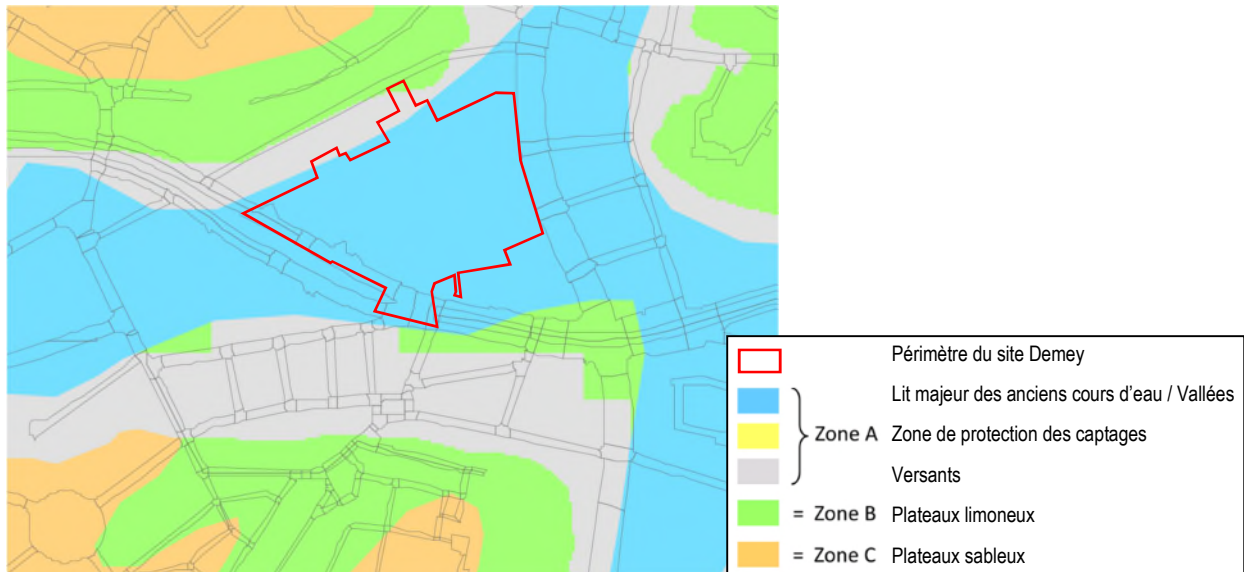 Périmètre du site Demey
Lit majeur des anciens cours d'eau / Vallées
Zone A Zone de protection des captages
Versants
= Zone B Plateaux limoneux
= Zone C Plateaux sableux